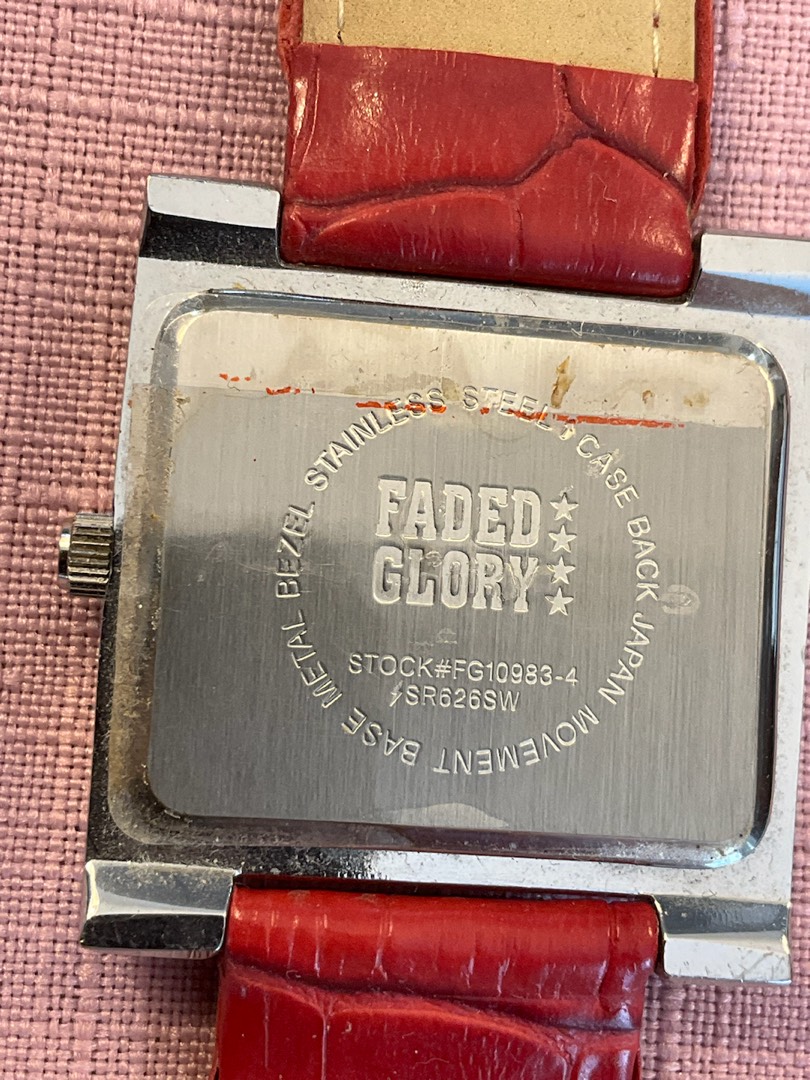 STAINLESS STEEL CASE BACK JAPAN MOVEMENT BASE METAL BEZEL
FADED
GLORY
STOCK#FG10983-4
SR626SW